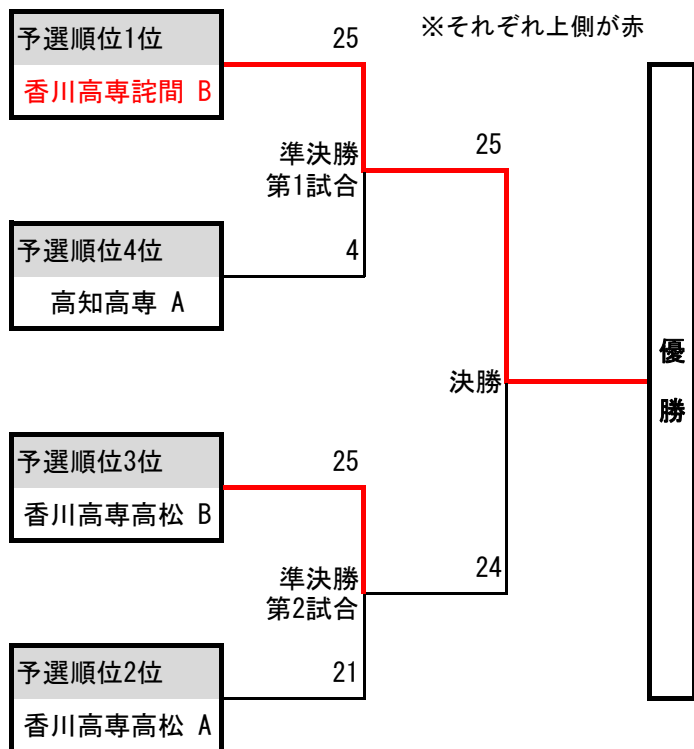 予選順位1位
香川高専詫間 B
25
※それぞれ上側が赤
準決勝
第1試合
25
予選順位4位
高知高専 A
4
決勝
優
勝
予選順位3位
香川高専高松 B
25
準決勝
第2試合
24
予選順位2位
香川高専高松 A
21